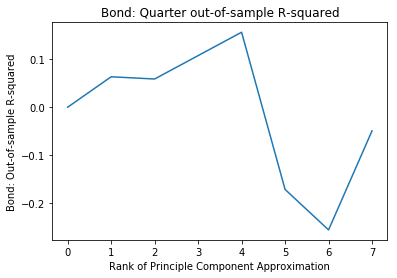 Bond: Quarter out-of-sample R-squared
Bond: Out-of-sample R-squared
0.1
0.0
−0.1
−0.2
0 1 2 3 4 5 6 7
Rank of Principle Component Approximation